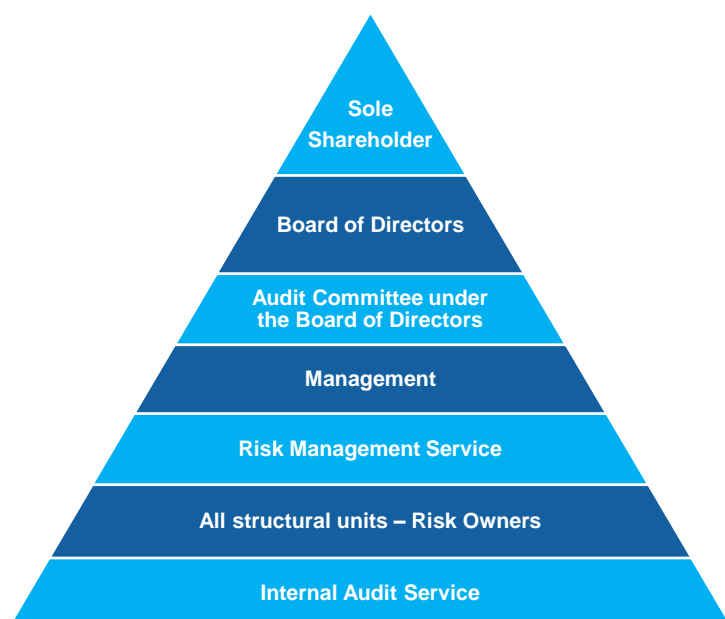 Sole
Shareholder
Board of Directors
Audit Committee under
the Board of Directors
Management
Risk Management Service
All structural units – Risk Owners
Internal Audit Service